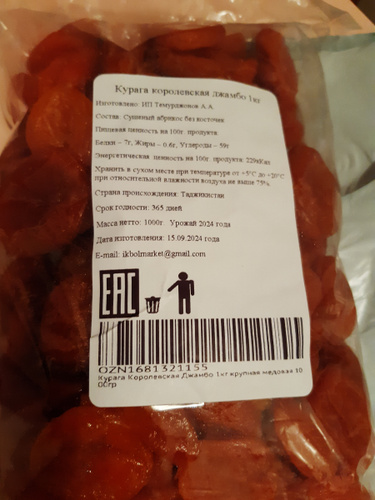 Курага королевская джамбо 1кг
Изготовлено ИП Темурджонов А.А.
Состав: Сушеный абрикос без косточек
Пищевая ценность на 100г. продукта:
Белки – 7г, Жиры – 0.6г, Углероды – 59г
Энергетическая ценность на 100г. продукта: 229кКал
Хранить в сухом месте при температуре от +5°С до +20°С
при относительной влажности воздуха не выше 75%.
Страна происхождения: Таджикистан
Срок годности: 365 дней
Масса нетто: 1000г. Урожай 2024 года
Дата изготовления: 15.09.2024 года
E-mail: ikbolmarket@gmail.com
EAC
OZN1681321155
Курага Королевская Джамбо 1кг крупная медовая 10
00гр